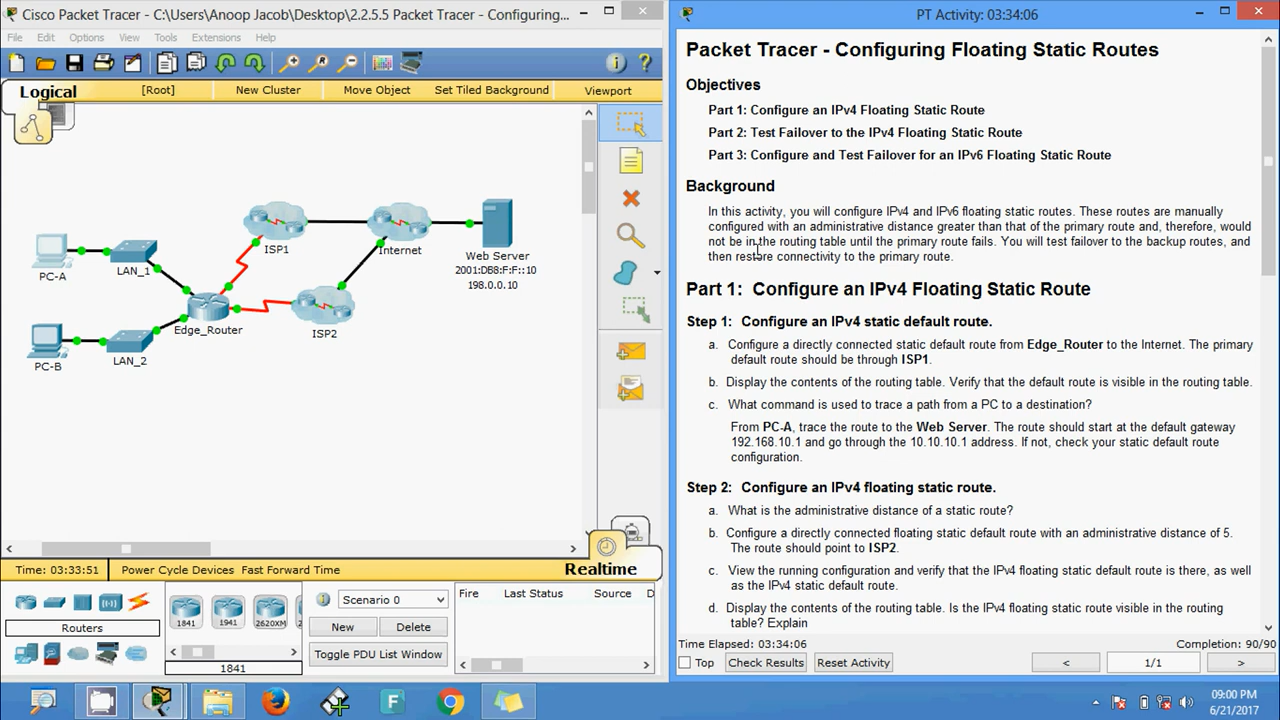 Cisco Packet Tracer - C:\Users\Anoop Jacob\Desktop\2.2.5.5 Packet Tracer - Configuring...
File Edit Options View Tools Extensions Help
Logical [Root] New Cluster Move Object Set Tiled Background Viewport
ISP1
Internet
Web Server
2001:DB8:F:F::10
198.0.0.10
PC-A
LAN_1
Edge_Router
ISP2
PC-B
LAN_2
Realtime
Time: 03:33:51 Power Cycle Devices Fast Forward Time
Routers
1841 1941 2620XM
1841
Scenario 0
New Delete
Toggle PDU List Window
Fire Last Status Source D
PT Activity: 03:34:06
Packet Tracer - Configuring Floating Static Routes
Objectives
Part 1: Configure an IPv4 Floating Static Route
Part 2: Test Failover to the IPv4 Floating Static Route
Part 3: Configure and Test Failover for an IPv6 Floating Static Route
Background
In this activity, you will configure IPv4 and IPv6 floating static routes. These routes are manually
configured with an administrative distance greater than that of the primary route and, therefore, would
not be in the routing table until the primary route fails. You will test failover to the backup routes, and
then restore connectivity to the primary route.
Part 1: Configure an IPv4 Floating Static Route
Step 1: Configure an IPv4 static default route.
a. Configure a directly connected static default route from Edge_Router to the Internet. The primary
default route should be through ISP1.
b. Display the contents of the routing table. Verify that the default route is visible in the routing table.
c. What command is used to trace a path from a PC to a destination?
From PC-A, trace the route to the Web Server. The route should start at the default gateway
192.168.10.1 and go through the 10.10.10.1 address. If not, check your static default route
configuration.
Step 2: Configure an IPv4 floating static route.
a. What is the administrative distance of a static route?
b. Configure a directly connected floating static default route with an administrative distance of 5.
The route should point to ISP2.
c. View the running configuration and verify that the IPv4 floating static default route is there, as well
as the IPv4 static default route.
d. Display the contents of the routing table. Is the IPv4 floating static route visible in the routing
table? Explain
Time Elapsed: 03:34:06 Completion: 90/90
Top Check Results Reset Activity < 1/1 >
09:00 PM
6/21/2017